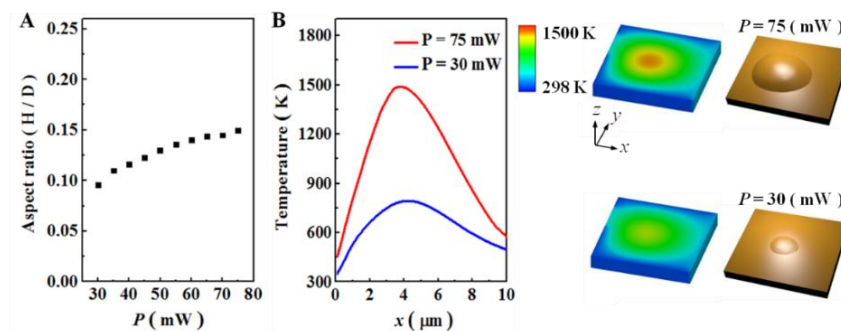 A
Aspect ratio ( H / D )
0.25
0.20
0.15
0.10
0.05
0.00
30 40 50 60 70 80
P ( mW )
B
Temperature ( K )
1800
1500
1200
900
600
300
P = 75 mW
P = 30 mW
0 2 4 6 8 10
x ( μm )
1500 K
298 K
z
y
x
P = 75 ( mW )
P = 30 ( mW )